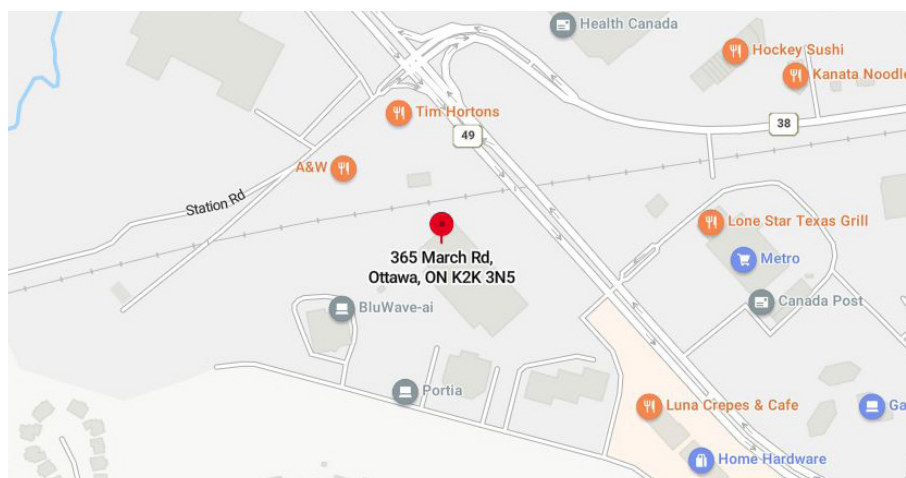 Health Canada
Hockey Sushi
Kanata Noodle
Tim Hortons
38
49
A&W
Station Rd
Lone Star Texas Grill
365 March Rd,
Ottawa, ON K2K 3N5
Metro
BluWave-ai
Canada Post
Portia
Luna Crepes & Cafe
Ga
Home Hardware